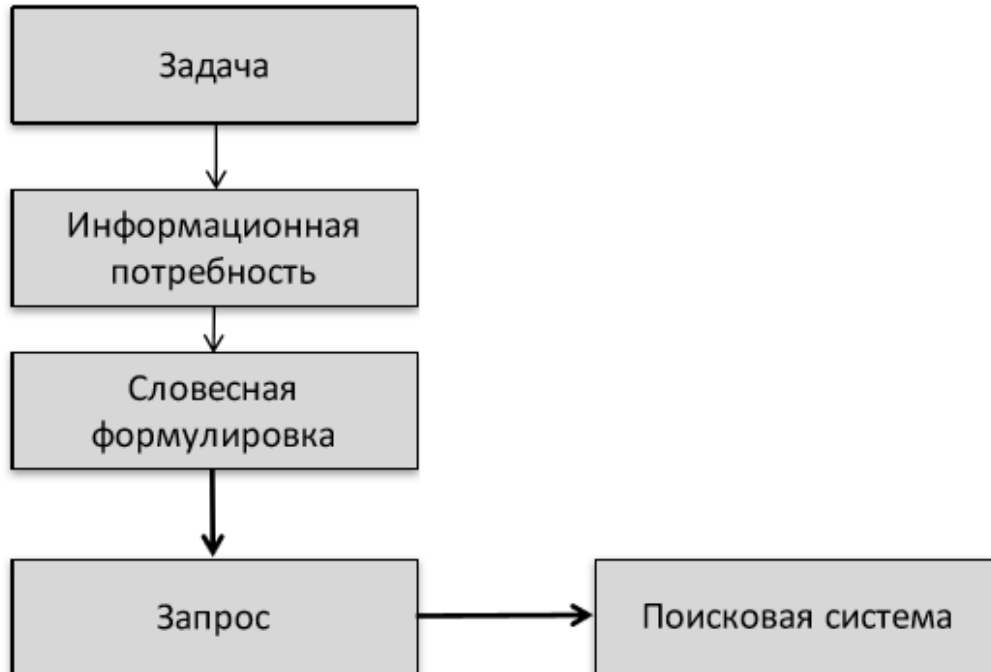 Задача
Информационная
потребность
Словесная
формулировка
Запрос
Поисковая система